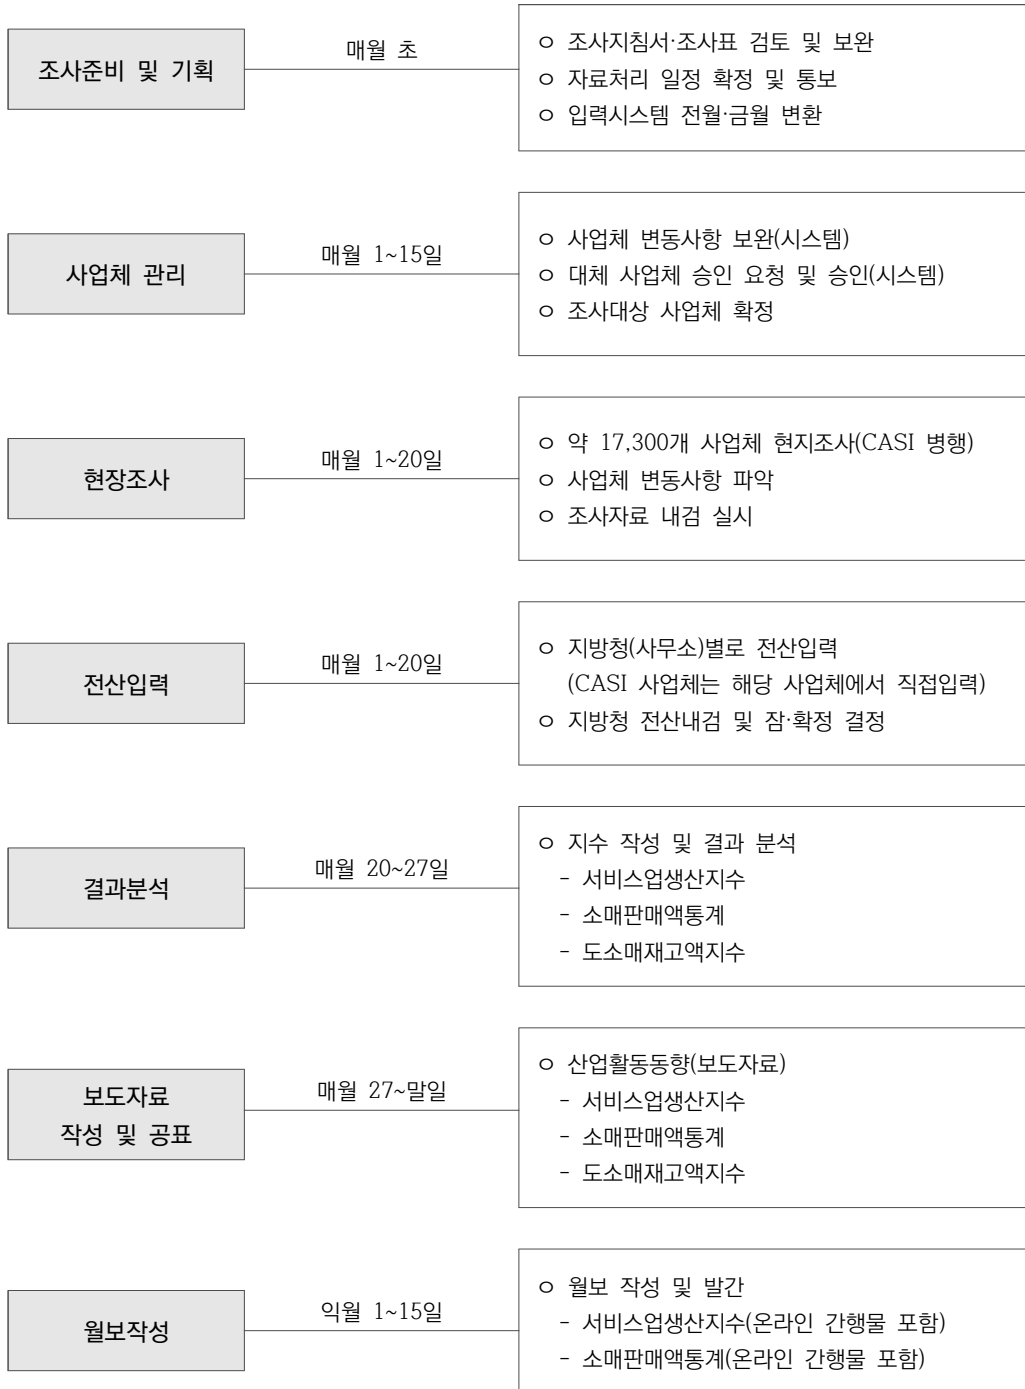 조사준비 및 기획
매월 초
ㅇ 조사지침서·조사표 검토 및 보완
ㅇ 자료처리 일정 확정 및 통보
ㅇ 입력시스템 전월·금월 변환
사업체 관리
매월 1~15일
ㅇ 사업체 변동사항 보완(시스템)
ㅇ 대체 사업체 승인 요청 및 승인(시스템)
ㅇ 조사대상 사업체 확정
현장조사
매월 1~20일
ㅇ 약 17,300개 사업체 현지조사(CASI 병행)
ㅇ 사업체 변동사항 파악
ㅇ 조사자료 내검 실시
전산입력
매월 1~20일
ㅇ 지방청(사무소)별로 전산입력
(CASI 사업체는 해당 사업체에서 직접입력)
ㅇ 지방청 전산내검 및 잠·확정 결정
결과분석
매월 20~27일
ㅇ 지수 작성 및 결과 분석
- 서비스업생산지수
- 소매판매액통계
- 도소매재고액지수
보도자료
작성 및 공표
매월 27~말일
ㅇ 산업활동동향(보도자료)
- 서비스업생산지수
- 소매판매액통계
- 도소매재고액지수
월보작성
익월 1~15일
ㅇ 월보 작성 및 발간
- 서비스업생산지수(온라인 간행물 포함)
- 소매판매액통계(온라인 간행물 포함)